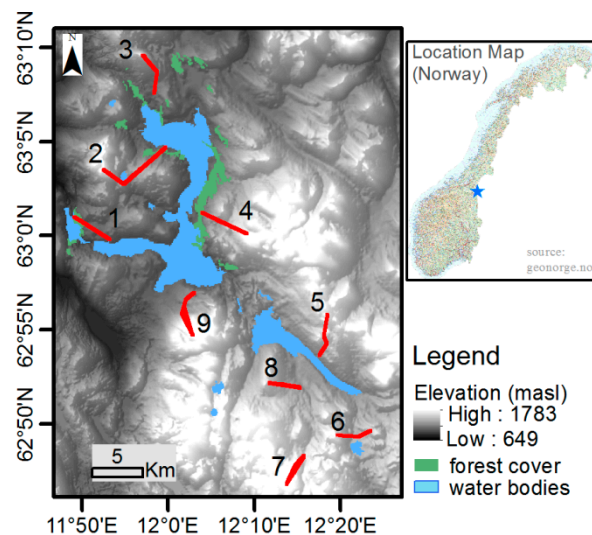 N
63°10'N
63°5'N
63°0'N
62°55'N
62°50'N
3
2
1
4
5
9
8
6
7
5
Km
11°50'E 12°0'E 12°10'E 12°20'E
Location Map
(Norway)
source:
geonorge.no
Legend
Elevation (masl)
High : 1783
Low : 649
forest cover
water bodies